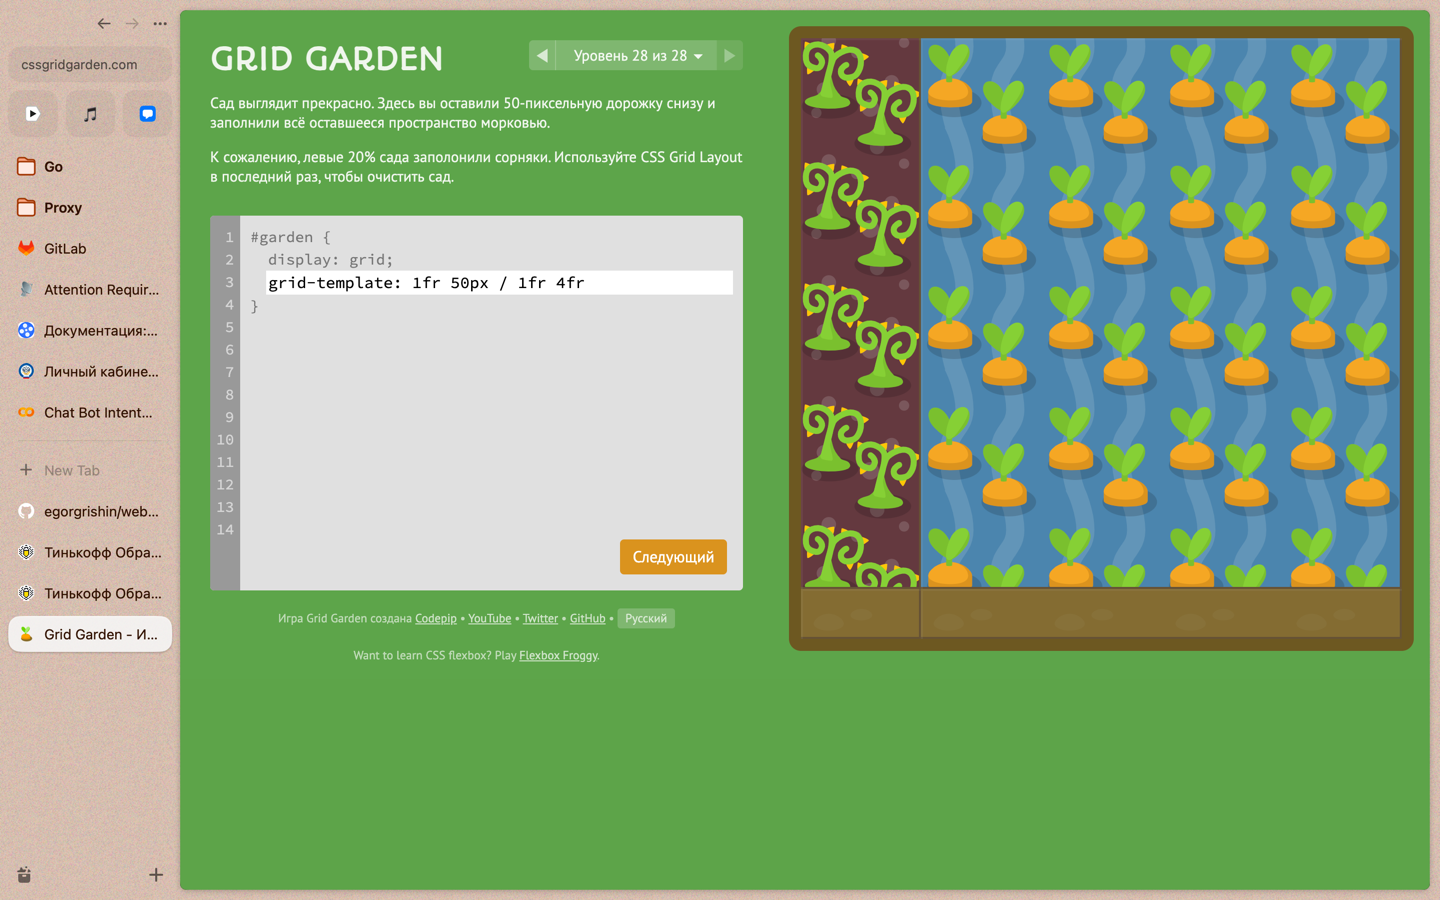 cssgridgarden.com
Go
Proxy
GitLab
Attention Requir...
Документация:...
Личный кабине...
Chat Bot Intent...
New Tab
egorgrishin/web...
Тинькофф Обра...
Тинькофф Обра...
Grid Garden - И...
GRID GARDEN
Уровень 28 из 28
Сад выглядит прекрасно. Здесь вы оставили 50-пиксельную дорожку снизу и
заполнили всё оставшееся пространство морковью.
К сожалению, левые 20% сада заполонили сорняки. Используйте CSS Grid Layout
в последний раз, чтобы очистить сад.
1 #garden {
2 display: grid;
3 grid-template: 1fr 50px / 1fr 4fr
4 }
5
6
7
8
9
10
11
12
13
14
Следующий
Игра Grid Garden создана Codepip • YouTube • Twitter • GitHub • Русский
Want to learn CSS flexbox? Play Flexbox Froggy.